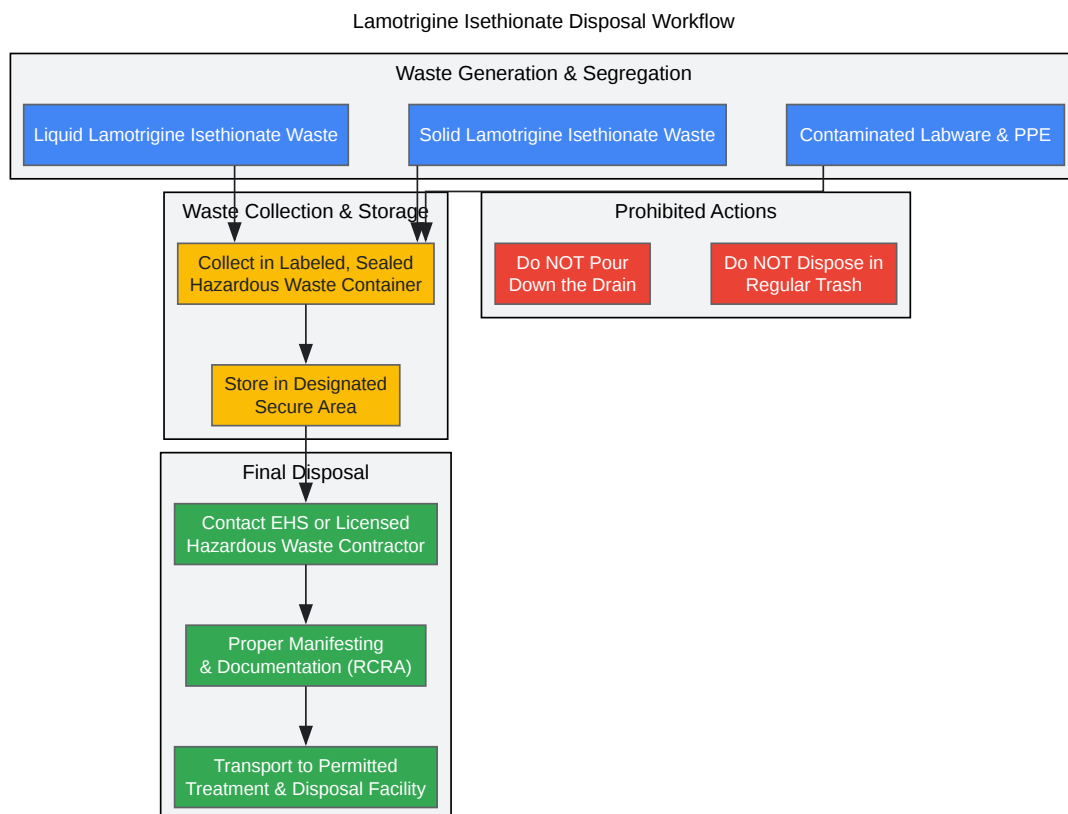 Lamotrigine Isethionate Disposal Workflow
Waste Generation & Segregation
Liquid Lamotrigine Isethionate Waste
Solid Lamotrigine Isethionate Waste
Contaminated Labware & PPE
Waste Collection & Storage
Collect in Labeled, Sealed
Hazardous Waste Container
Store in Designated
Secure Area
Prohibited Actions
Do NOT Pour
Down the Drain
Do NOT Dispose in
Regular Trash
Final Disposal
Contact EHS or Licensed
Hazardous Waste Contractor
Proper Manifesting
& Documentation (RCRA)
Transport to Permitted
Treatment & Disposal Facility